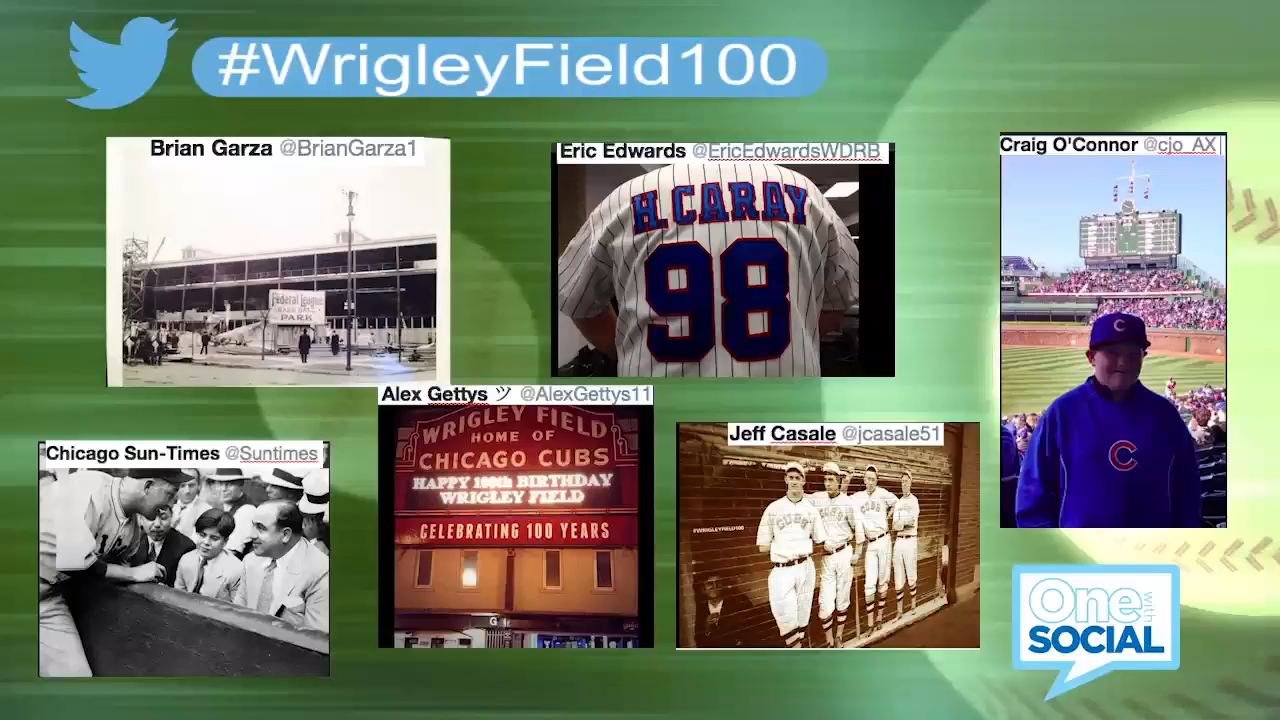 #WrigleyField100
Brian Garza @BrianGarza1
Federal League
BASE BALL
PARK
Eric Edwards @EricEdwardsWDRB
H.CARAY
98
Craig O'Connor @cjo_AX
C
C
Chicago Sun-Times @Suntimes
Alex Gettys ツ @AlexGettys11
WRIGLEY FIELD
HOME OF
CHICAGO CUBS
HAPPY 100th BIRTHDAY
WRIGLEY FIELD
CELEBRATING 100 YEARS
G
Jeff Casale @jcasale51
#WRIGLEYFIELD100
CUBS
One with
SOCIAL